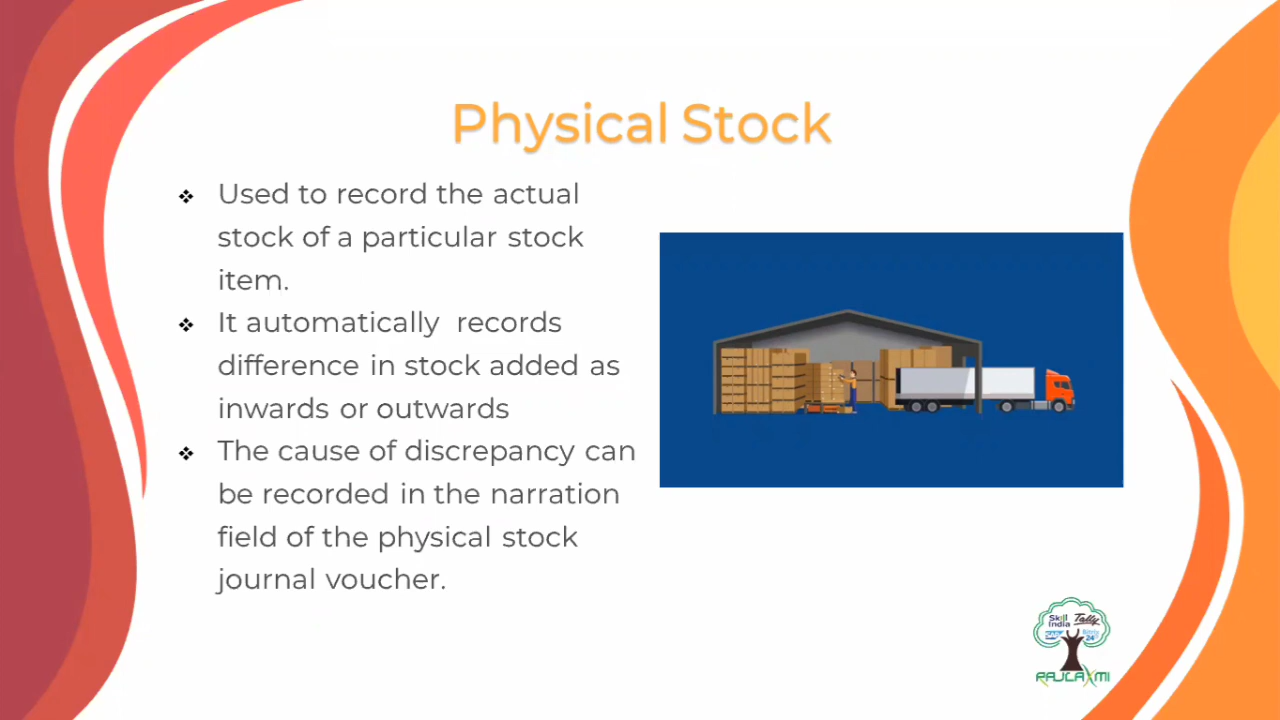 Physical Stock
❖ Used to record the actual
stock of a particular stock
item.
❖ It automatically records
difference in stock added as
inwards or outwards
❖ The cause of discrepancy can
be recorded in the narration
field of the physical stock
journal voucher.
Skill India Tally
24
RAJLAXMI